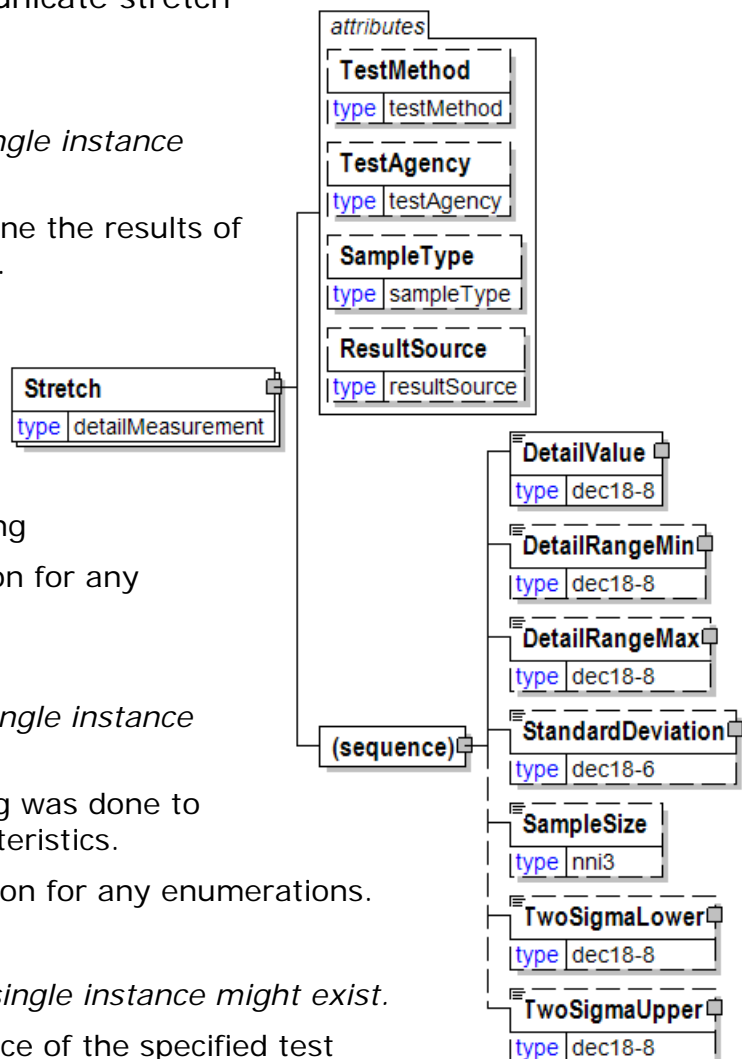 unicate stretch
ngle instance
ne the results of
.
ng
on for any
ngle instance
g was done to
teristics.
on for any enumerations.
single instance might exist.
ce of the specified test
attributes
TestMethod
type testMethod
TestAgency
type testAgency
SampleType
type sampleType
ResultSource
type resultSource
Stretch
type detailMeasurement
(sequence)
DetailValue
type dec18-8
DetailRangeMin
type dec18-8
DetailRangeMax
type dec18-8
StandardDeviation
type dec18-6
SampleSize
type nni3
TwoSigmaLower
type dec18-8
TwoSigmaUpper
type dec18-8